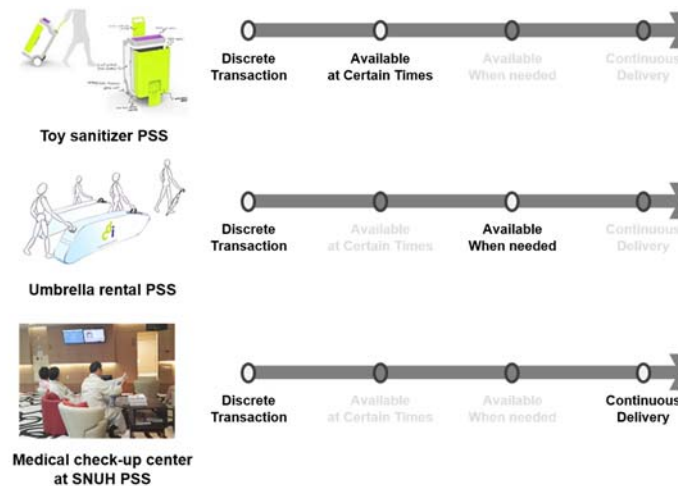 Toy sanitizer PSS
Discrete
Transaction
Available
at Certain Times
Available
When needed
Continuous
Delivery
Umbrella rental PSS
Discrete
Transaction
Available
at Certain Times
Available
When needed
Continuous
Delivery
Medical check-up center
at SNUH PSS
Discrete
Transaction
Available
at Certain Times
Available
When needed
Continuous
Delivery